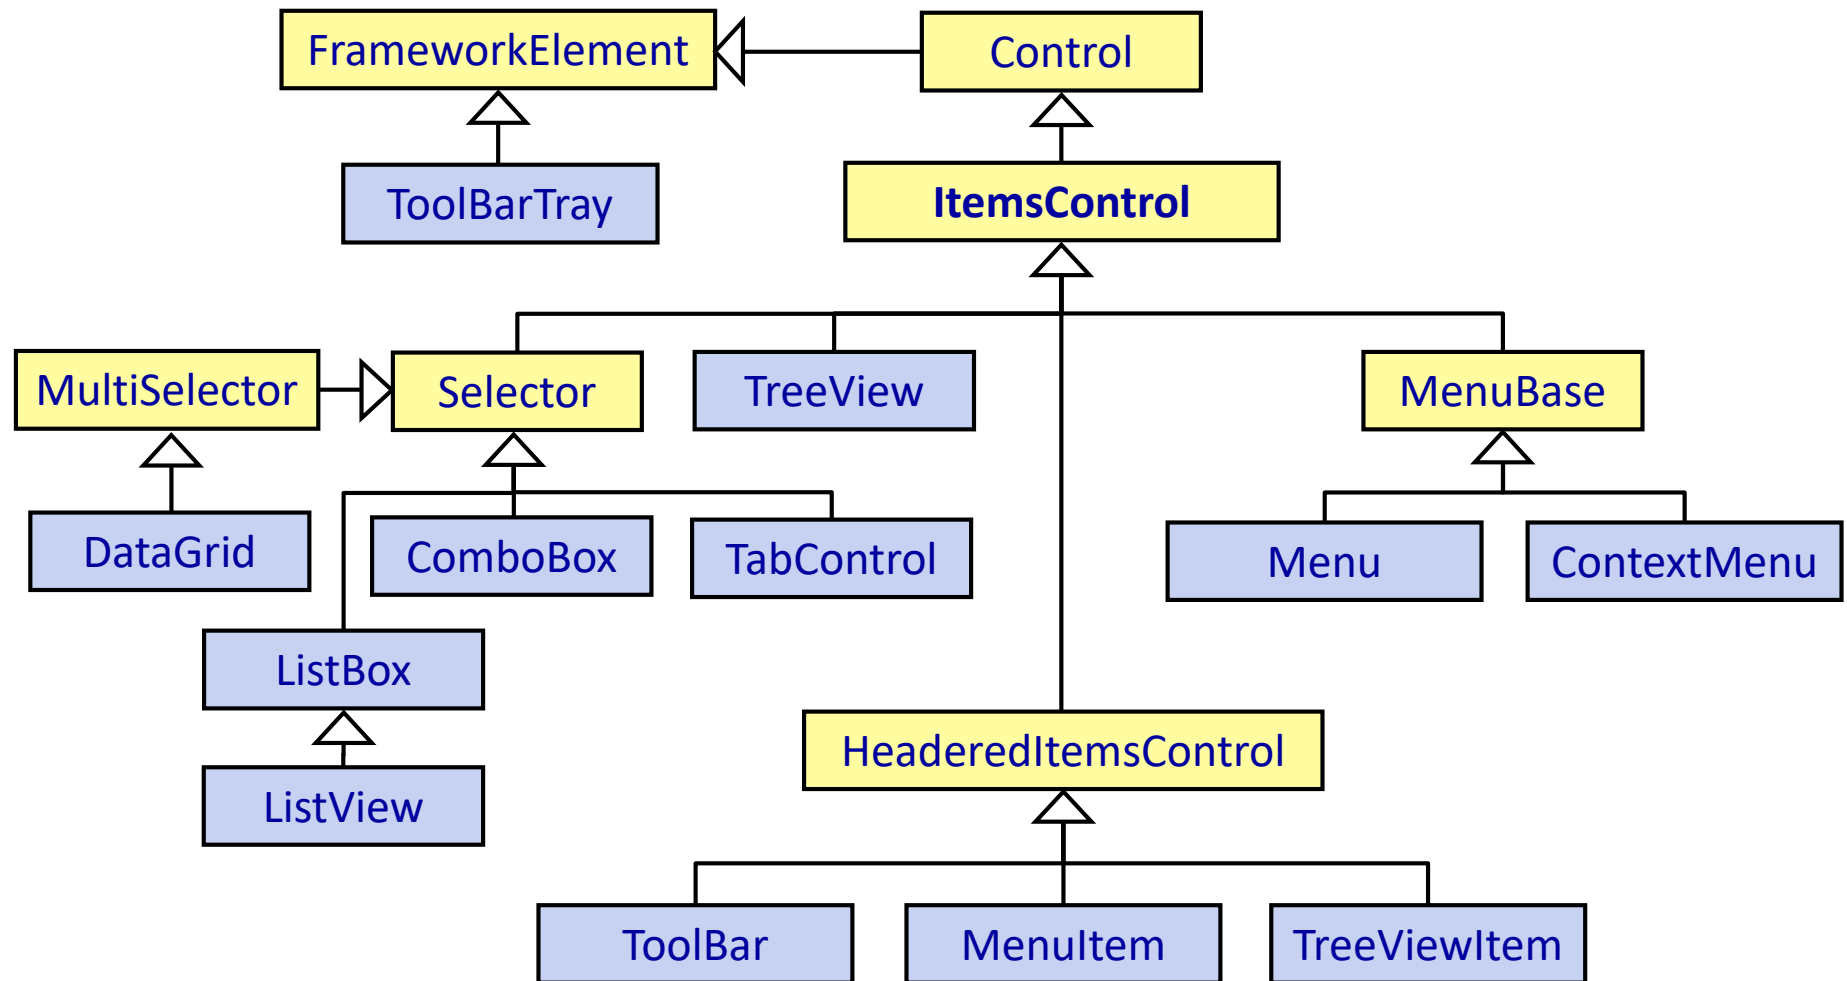 FrameworkElement
Control
ToolBarTray
ItemsControl
MultiSelector
Selector
TreeView
MenuBase
DataGrid
ComboBox
TabControl
Menu
ContextMenu
ListBox
HeaderedItemsControl
ListView
ToolBar
MenuItem
TreeViewItem